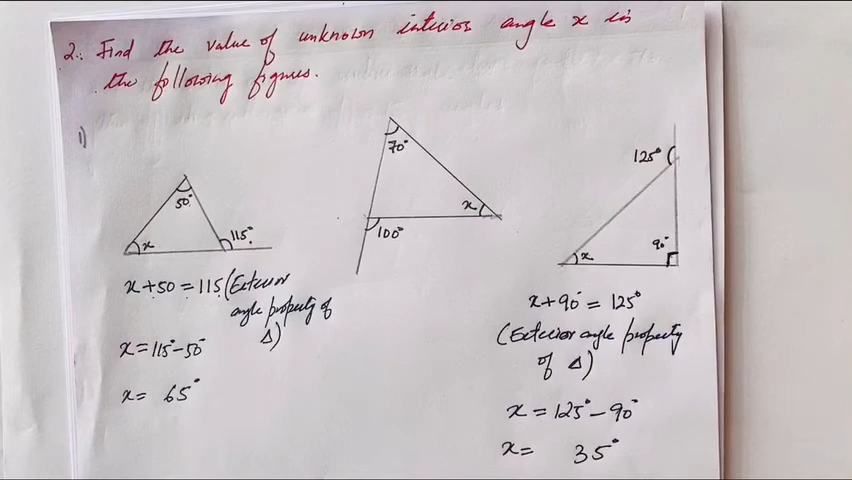 2. Find the value of unknown interior angle x in
the following figures.
1)
50°
x
115°
x+50 = 115 (Exterior
angle property of
Δ)
x = 115° - 50°
x = 65°
70°
x
100°
125°
90°
x
x + 90° = 125°
(Exterior angle property
of Δ)
x = 125° - 90°
x = 35°